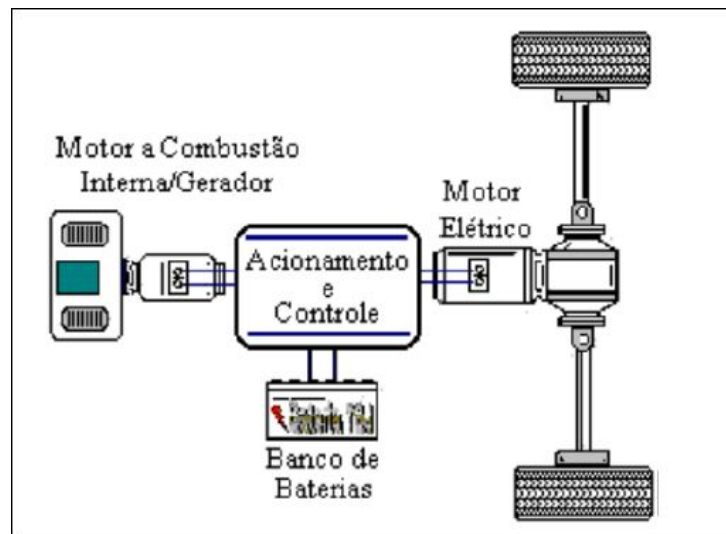 Motor a Combustão
Interna/Gerador
Motor
Elétrico
Acionamento
e
Controle
Banco de
Baterias